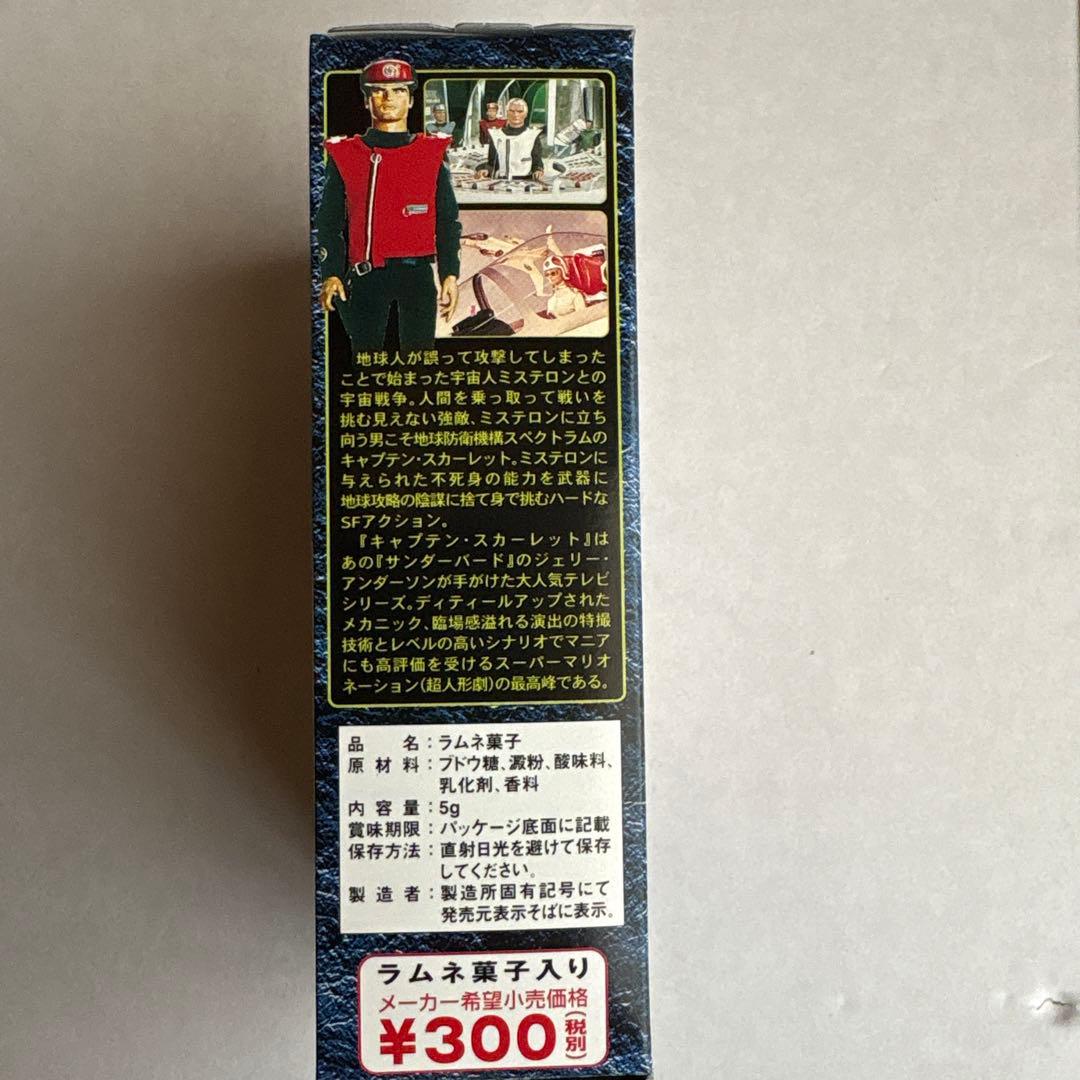 地球人が誤って攻撃してしまった
ことで始まった宇宙人ミステロンとの
宇宙戦争。人間を乗っ取って戦いを
挑む見えない強敵、ミステロンに立ち
向う男こそ地球防衛機構スペクトラムの
キャプテン・スカーレット。ミステロンに
与えられた不死身の能力を武器に
地球攻略の陰謀に捨て身で挑むハードな
SFアクション。
『キャプテン・スカーレット』は
あの『サンダーバード』のジェリー・
アンダーソンが手がけた大人気テレビ
シリーズ。ディティールアップされた
メカニック、臨場感溢れる演出の特撮
技術とレベルの高いシナリオでマニア
にも高評価を受けるスーパーマリオ
ネーション(超人形劇)の最高峰である。
品名：ラムネ菓子
原材料：ブドウ糖、澱粉、酸味料、
乳化剤、香料
内容量：5g
賞味期限：パッケージ底面に記載
保存方法：直射日光を避けて保存
してください。
製造者：製造所固有記号にて
発売元表示そばに表示。
ラムネ菓子入り
メーカー希望小売価格
¥300(税別)